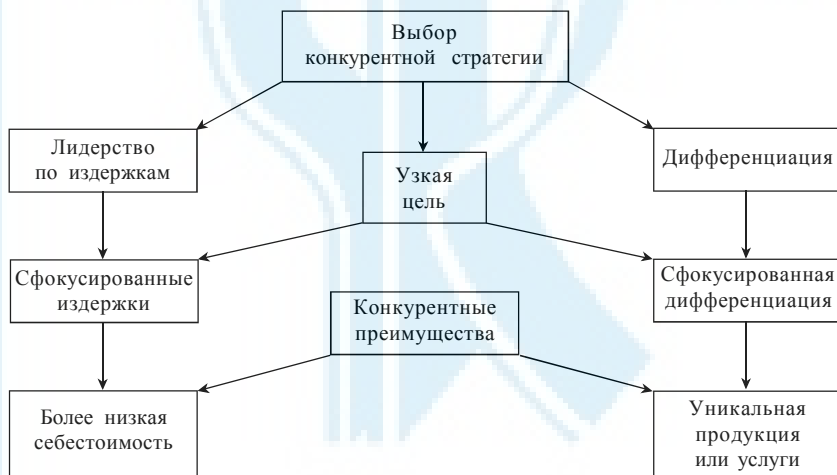 Выбор
конкурентной стратегии
Лидерство
по издержкам
Узкая
цель
Дифференциация
Сфокусированные
издержки
Сфокусированная
дифференциация
Конкурентные
преимущества
Более низкая
себестоимость
Уникальная
продукция
или услуги